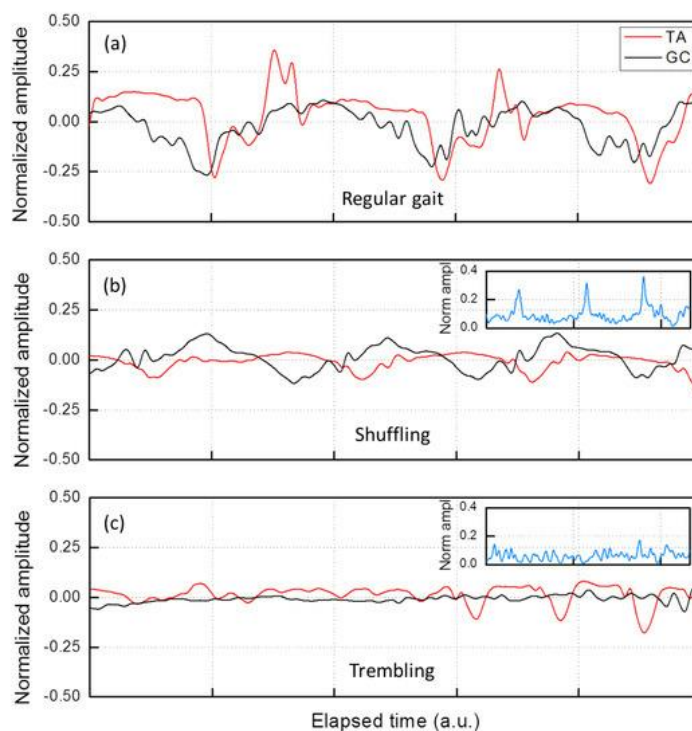 0.50
(a)
TA
GC
0.25
0.00
-0.25
-0.50
Normalized amplitude
Regular gait
0.50
(b)
0.25
0.00
-0.25
-0.50
Normalized amplitude
0.4
0.2
0.0
Norm ampl
Shuffling
0.50
(c)
0.25
0.00
-0.25
-0.50
Normalized amplitude
0.4
0.2
0.0
Norm ampl
Trembling
Elapsed time (a.u.)